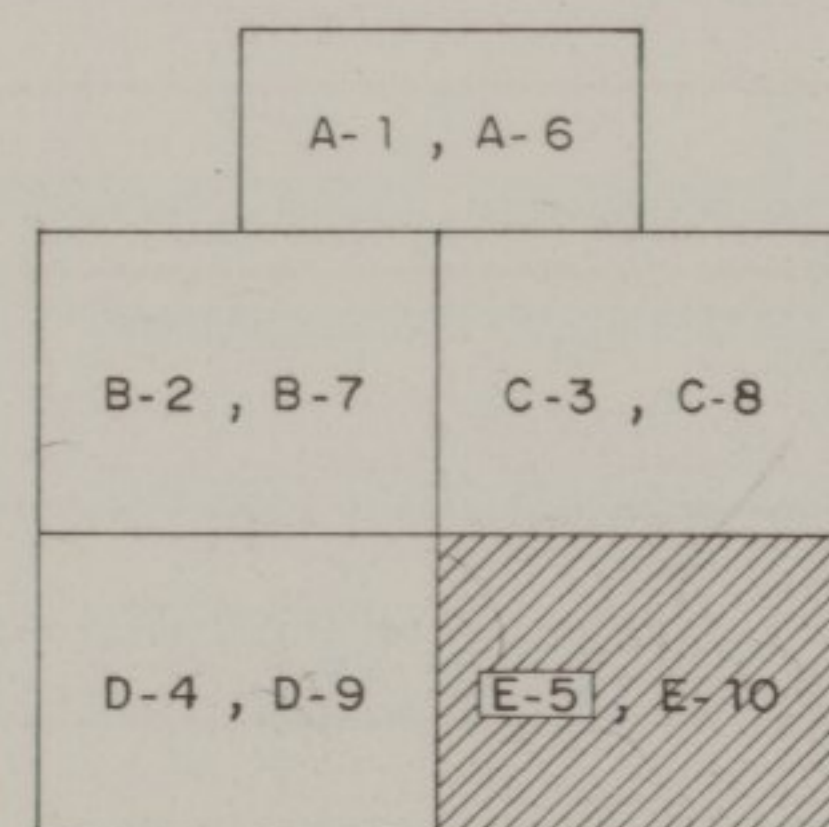 A-1 , A-6
B-2 , B-7
C-3 , C-8
D-4 , D-9
E-5 , E-10